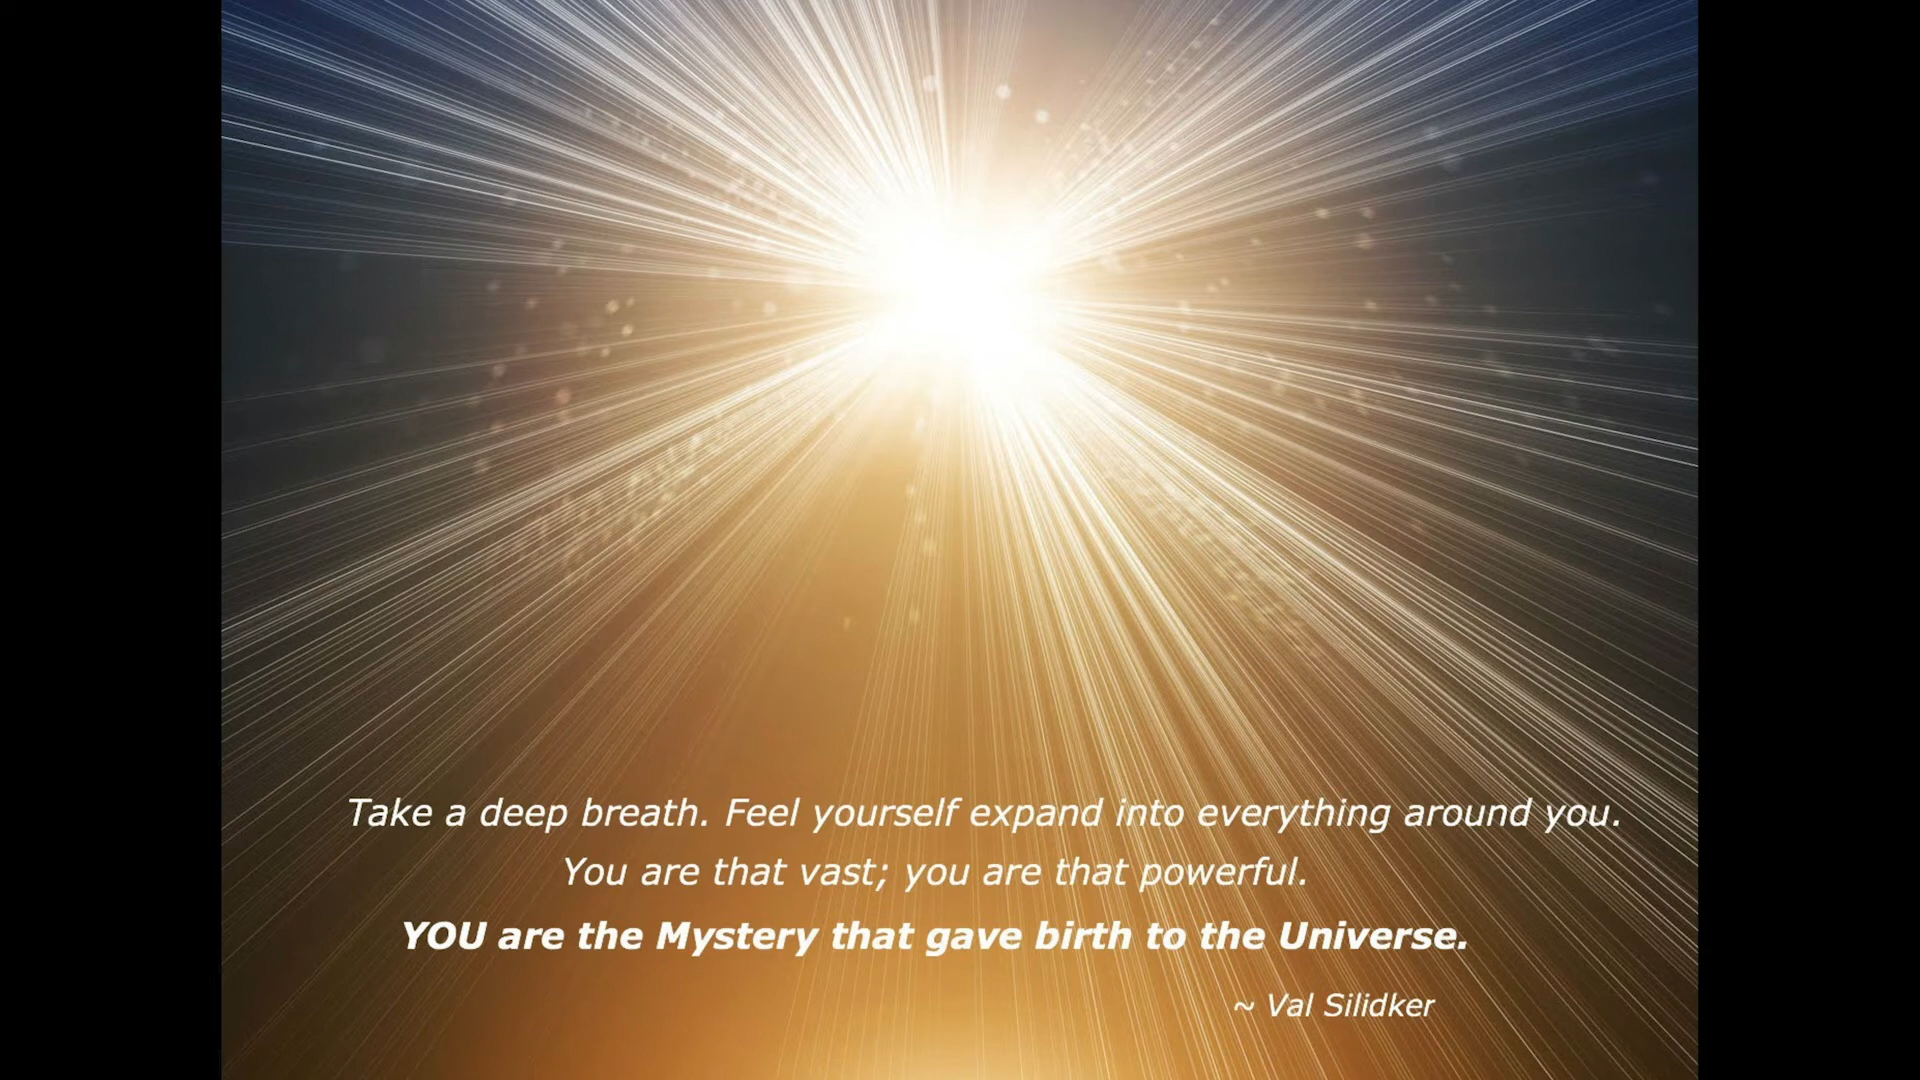 Take a deep breath. Feel yourself expand into everything around you.
You are that vast; you are that powerful.
YOU are the Mystery that gave birth to the Universe.
~ Val Silidker